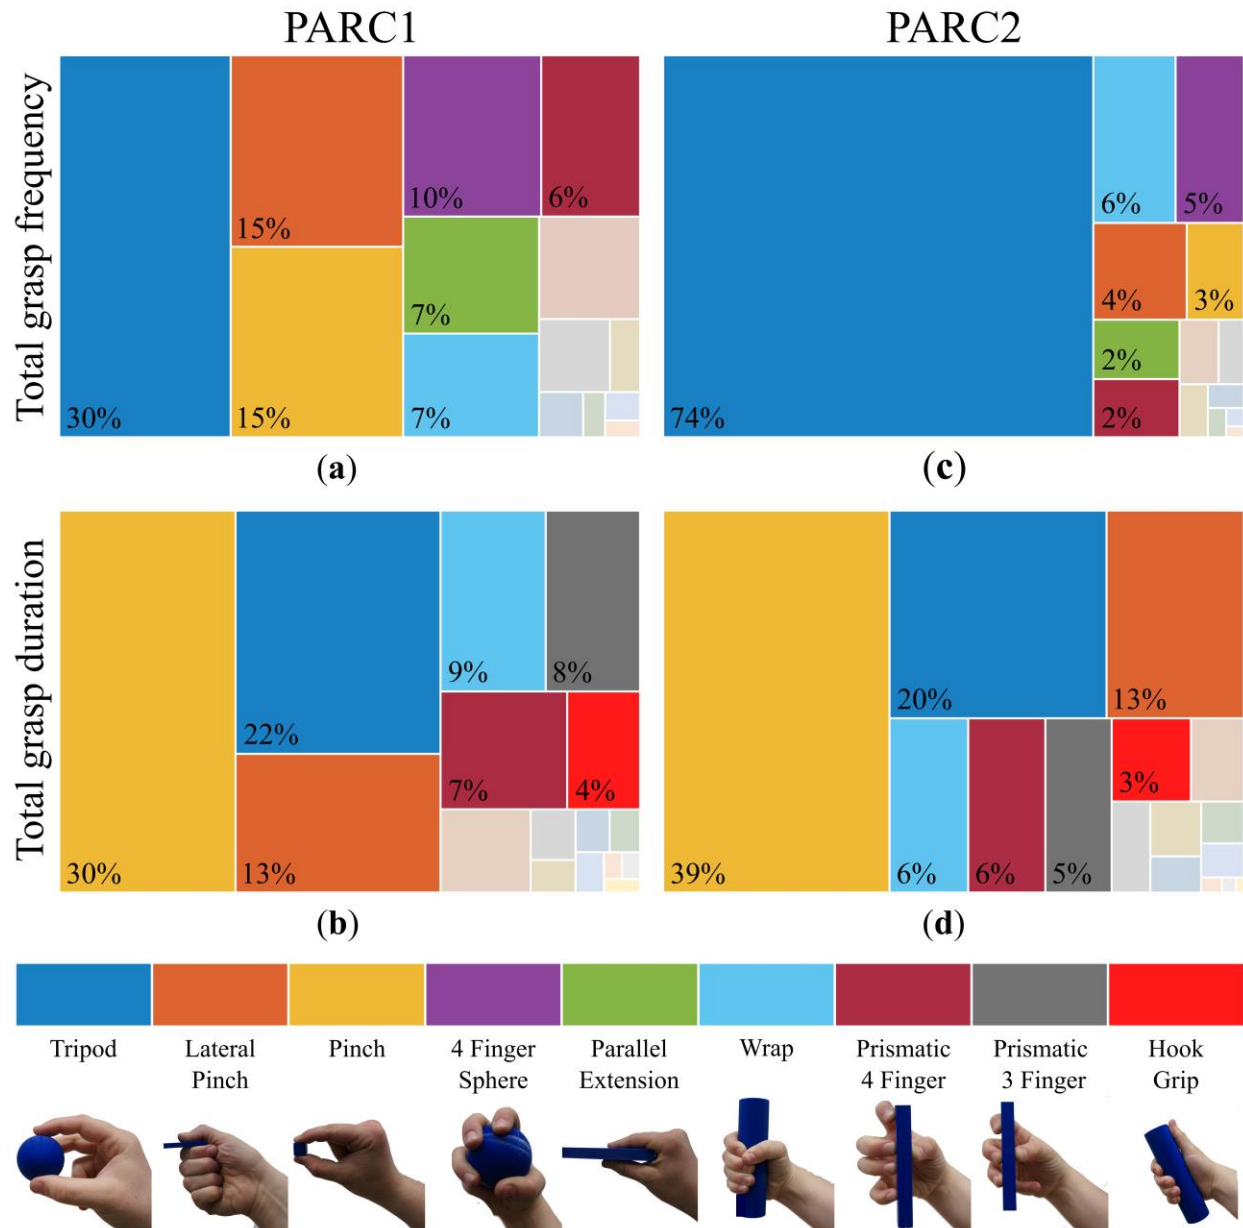 PARC1
PARC2
Total grasp frequency
30%
15%
15%
10%
6%
7%
7%
74%
6%
5%
4%
3%
2%
2%
(a)
(c)
Total grasp duration
30%
22%
13%
9%
8%
7%
4%
39%
20%
13%
6%
6%
5%
3%
(b)
(d)
Tripod
Lateral
Pinch
Pinch
4 Finger
Sphere
Parallel
Extension
Wrap
Prismatic
4 Finger
Prismatic
3 Finger
Hook
Grip